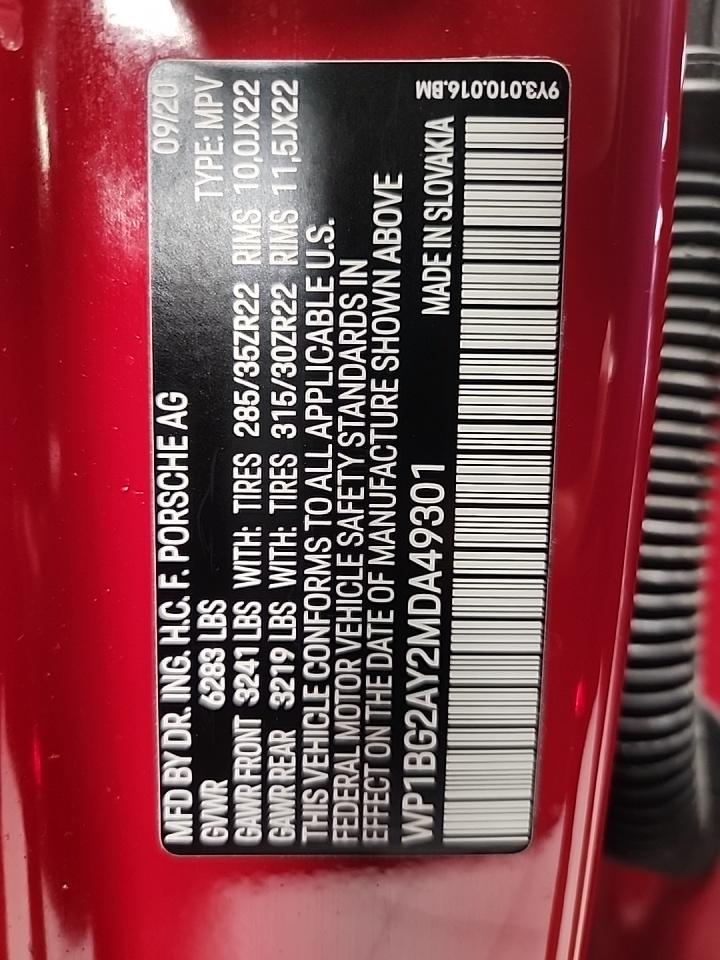 MFD BY DR. ING. H.C. F. PORSCHE AG 09/20
GVWR 6283 LBS TYPE: MPV
GAWR FRONT 3241 LBS WITH: TIRES 285/35ZR22 RIMS 10,0JX22
GAWR REAR 3219 LBS WITH: TIRES 315/30ZR22 RIMS 11,5JX22
THIS VEHICLE CONFORMS TO ALL APPLICABLE U.S.
FEDERAL MOTOR VEHICLE SAFETY STANDARDS IN
EFFECT ON THE DATE OF MANUFACTURE SHOWN ABOVE
WP1BG2AY2MDA49301 MADE IN SLOVAKIA
9Y3.010.016.BM